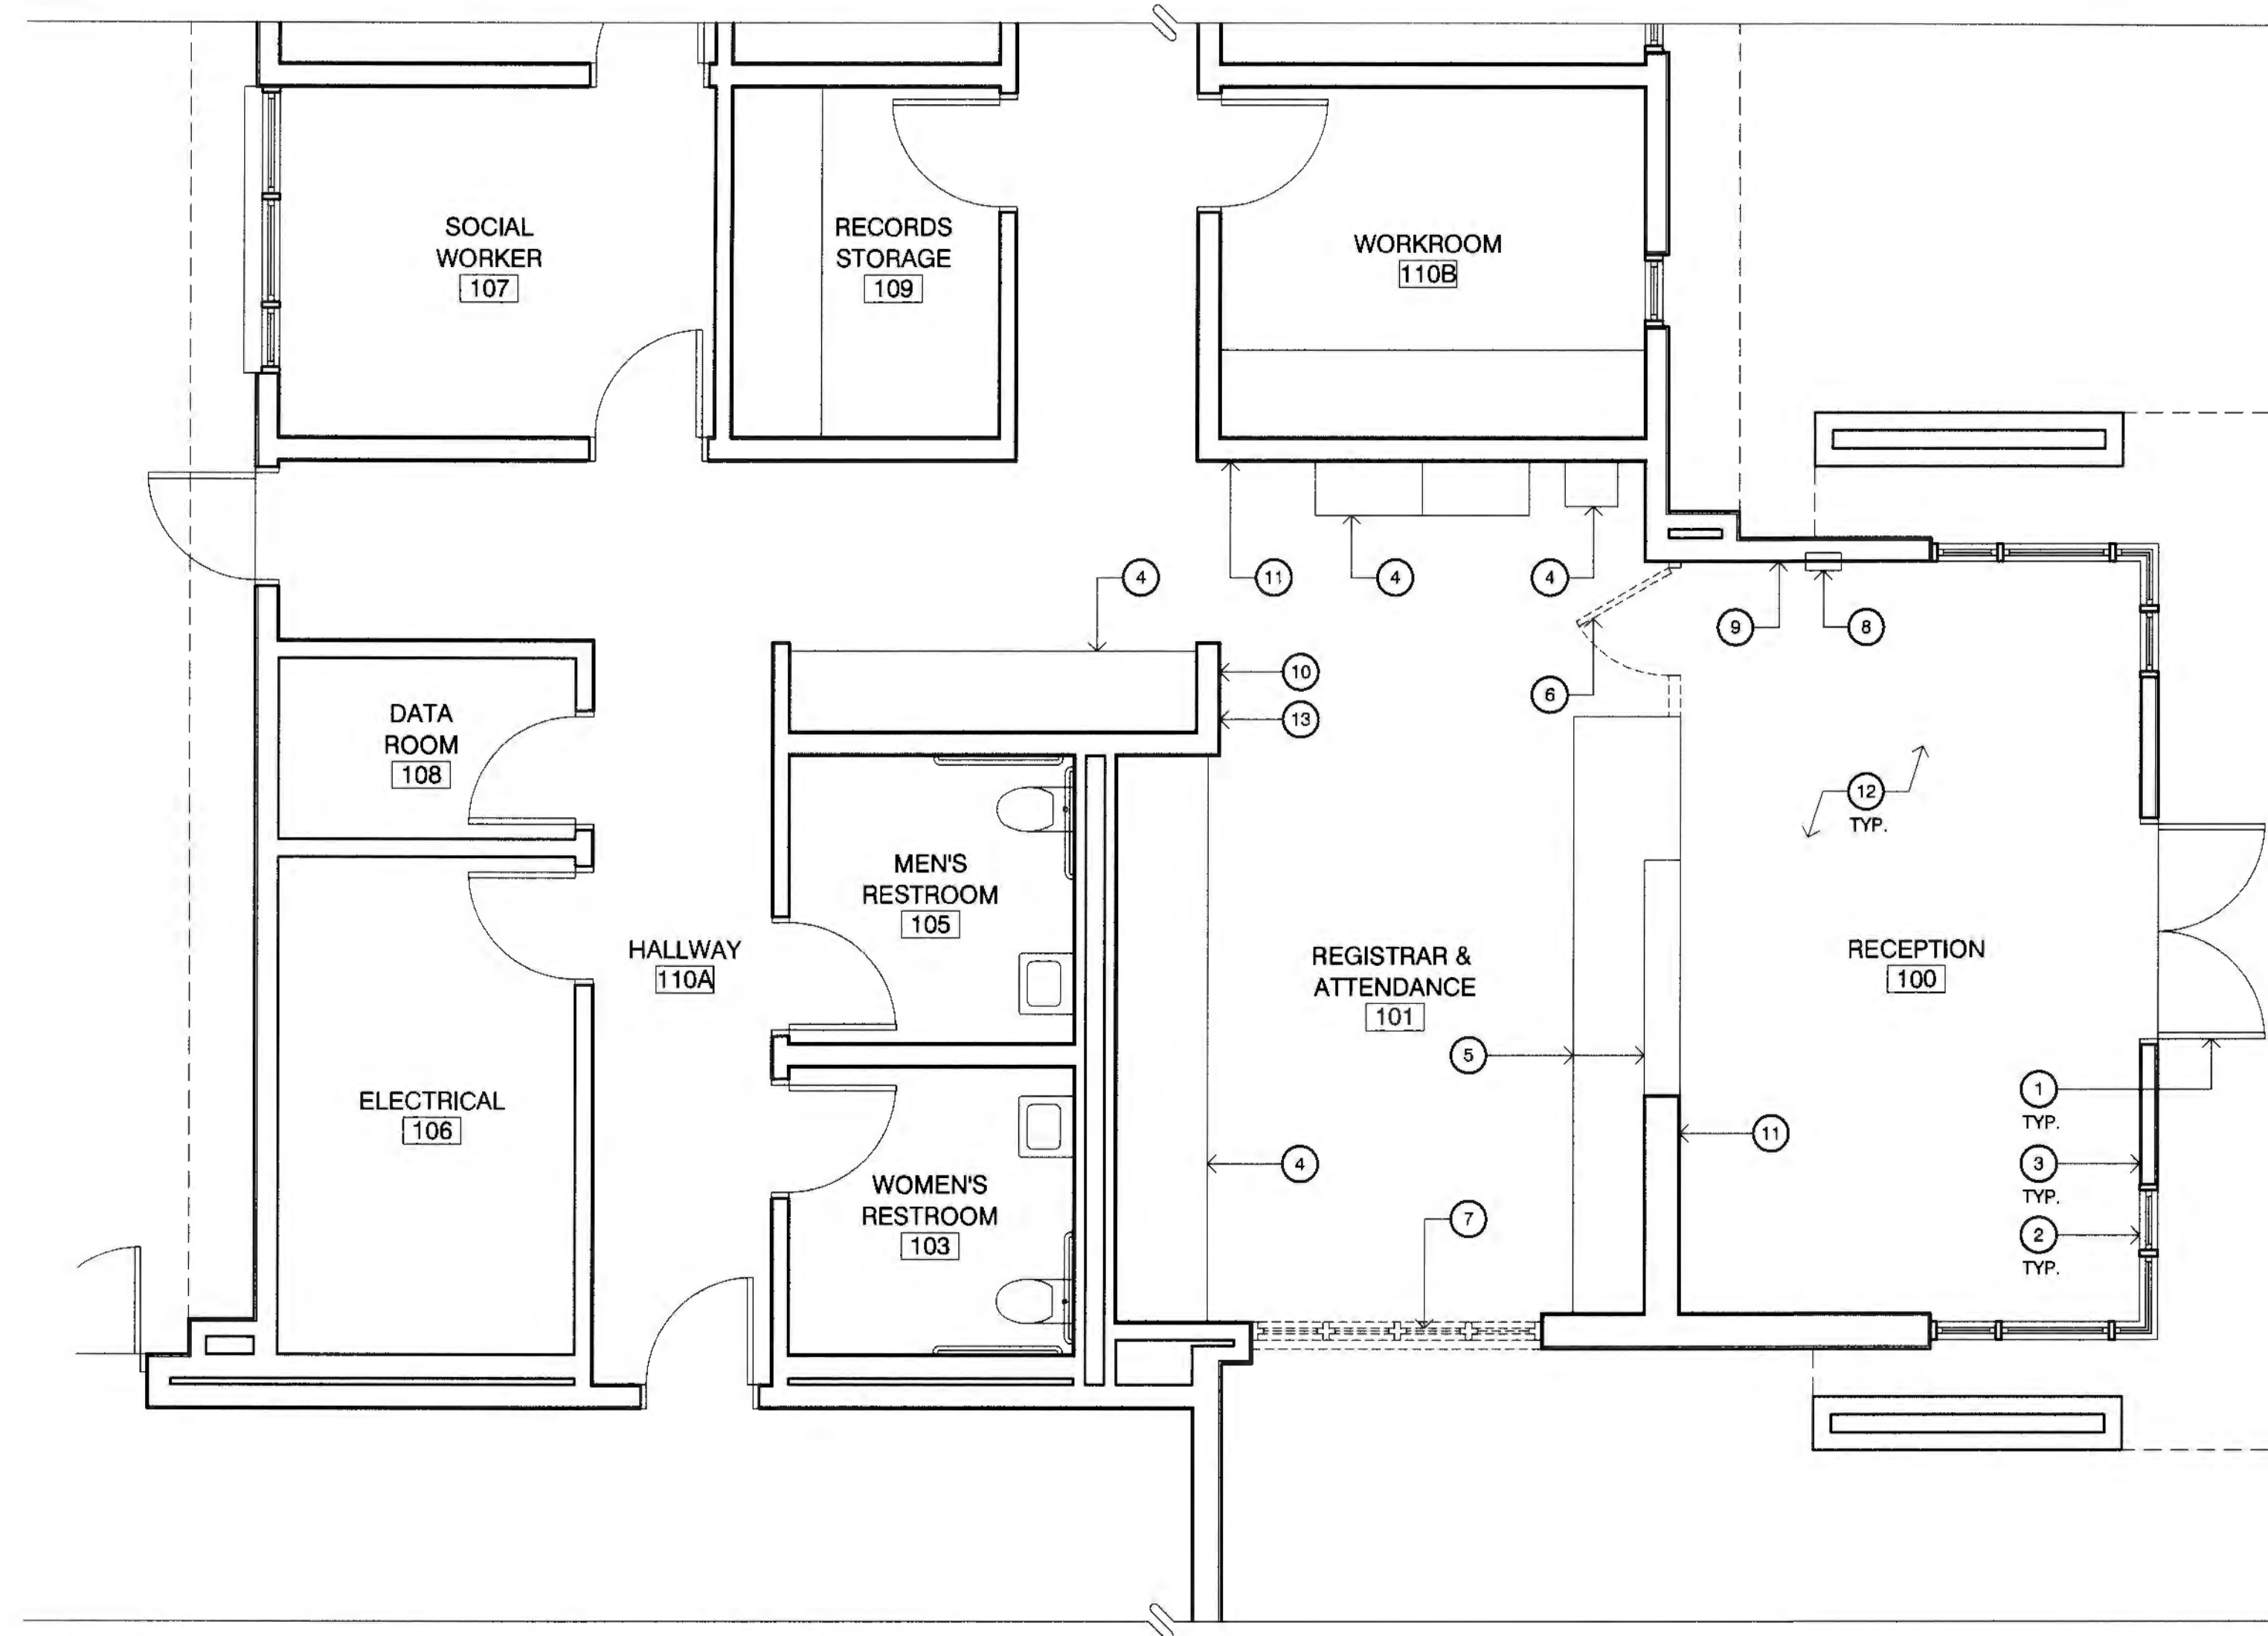 SOCIAL
WORKER
107
RECORDS
STORAGE
109
WORKROOM
110B
4
11
4
4
9
8
10
6
13
DATA
ROOM
108
12
TYP.
MEN'S
RESTROOM
105
HALLWAY
110A
REGISTRAR &
ATTENDANCE
101
RECEPTION
100
5
1
TYP.
ELECTRICAL
106
11
4
3
TYP.
WOMEN'S
RESTROOM
103
7
2
TYP.